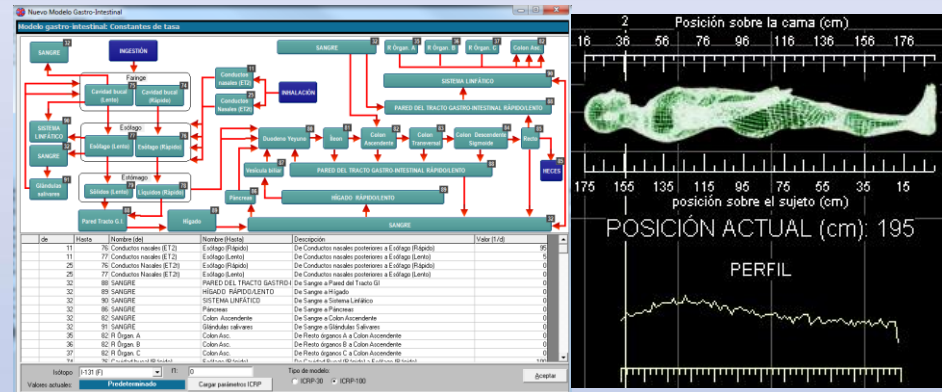 Nuevo Modelo Gastro-Intestinal
Modelo gastro-intestinal: Constantes de tasa
SANGRE
INGESTIÓN
Faringe
Cavidad bucal (Lento)
Cavidad bucal (Rápido)
Conductos nasales (ET2)
Conductos Nasales (ET2)
INHALACIÓN
SANGRE
R Órgan. A
R Órgan. B
R Órgan. C
Colon Asc.
SISTEMA LINFÁTICO
PARED DEL TRACTO GASTRO-INTESTINAL RÁPIDO/LENTO
SISTEMA LINFÁTICO
SANGRE
Glándulas salivares
Esófago
Esófago (Lento)
Esófago (Rápido)
Estómago
Sólidos (Lento)
Líquidos (Rápido)
Duodeno Yeyuno
Íleon
Colon Ascendente
Colon Transversal
Colon Descendente Sigmoide
Recto
HECES
Vesícula biliar
PARED DEL TRACTO GASTRO-INTESTINAL RÁPIDO/LENTO
Páncreas
HÍGADO RÁPIDO/LENTO
Pared Tracto G.I.
Hígado
SANGRE
de Hasta Nombre (de) Nombre (Hasta) Descripción Valor (1/d)
11 76 Conductos nasales (ET2) Esófago (Rápido) De Conductos nasales posteriores a Esófago (Rápido) 95
11 77 Conductos nasales (ET2) Esófago (Lento) De Conductos nasales posteriores a Esófago (Lento) 5
25 76 Conductos Nasales (ET2) Esófago (Rápido) De Conductos nasales posteriores a Esófago (Rápido) 0
25 77 Conductos Nasales (ET2) Esófago (Lento) De Conductos nasales posteriores a Esófago (Lento) 0
32 88 SANGRE PARED DEL TRACTO GASTRO-I De Sangre a Pared del Tracto GI 0
32 89 SANGRE HÍGADO RÁPIDO/LENTO De Sangre a Hígado 0
32 90 SANGRE SISTEMA LINFÁTICO De Sangre a Sistema Linfático 0
32 86 SANGRE Páncreas De Sangre a Páncreas 0
32 82 SANGRE Colon Ascendente De Sangre a Colon Ascendente 0
32 91 SANGRE Glándulas salivares De Sangre a Glándulas Salivares 0
35 82 R Órgan. A Colon Asc. De Resto órganos A a Colon Ascendente 0
36 82 R Órgan. B Colon Asc. De Resto órganos B a Colon Ascendente 0
37 82 R Órgan. C Colon Asc. De Resto órganos C a Colon Ascendente 0
Isótopo I-131 (F) f1: 0 Tipo de modelo: ICRP-30 ICRP-100 Aceptar
Valores actuales: Predeterminado Cargar parámetros ICRP
2
Posición sobre la cama (cm)
16 36 56 76 96 116 136 156 176
175 155 135 115 95 75 55 35 15
posición sobre el sujeto (cm)
POSICIÓN ACTUAL (cm): 195
PERFIL